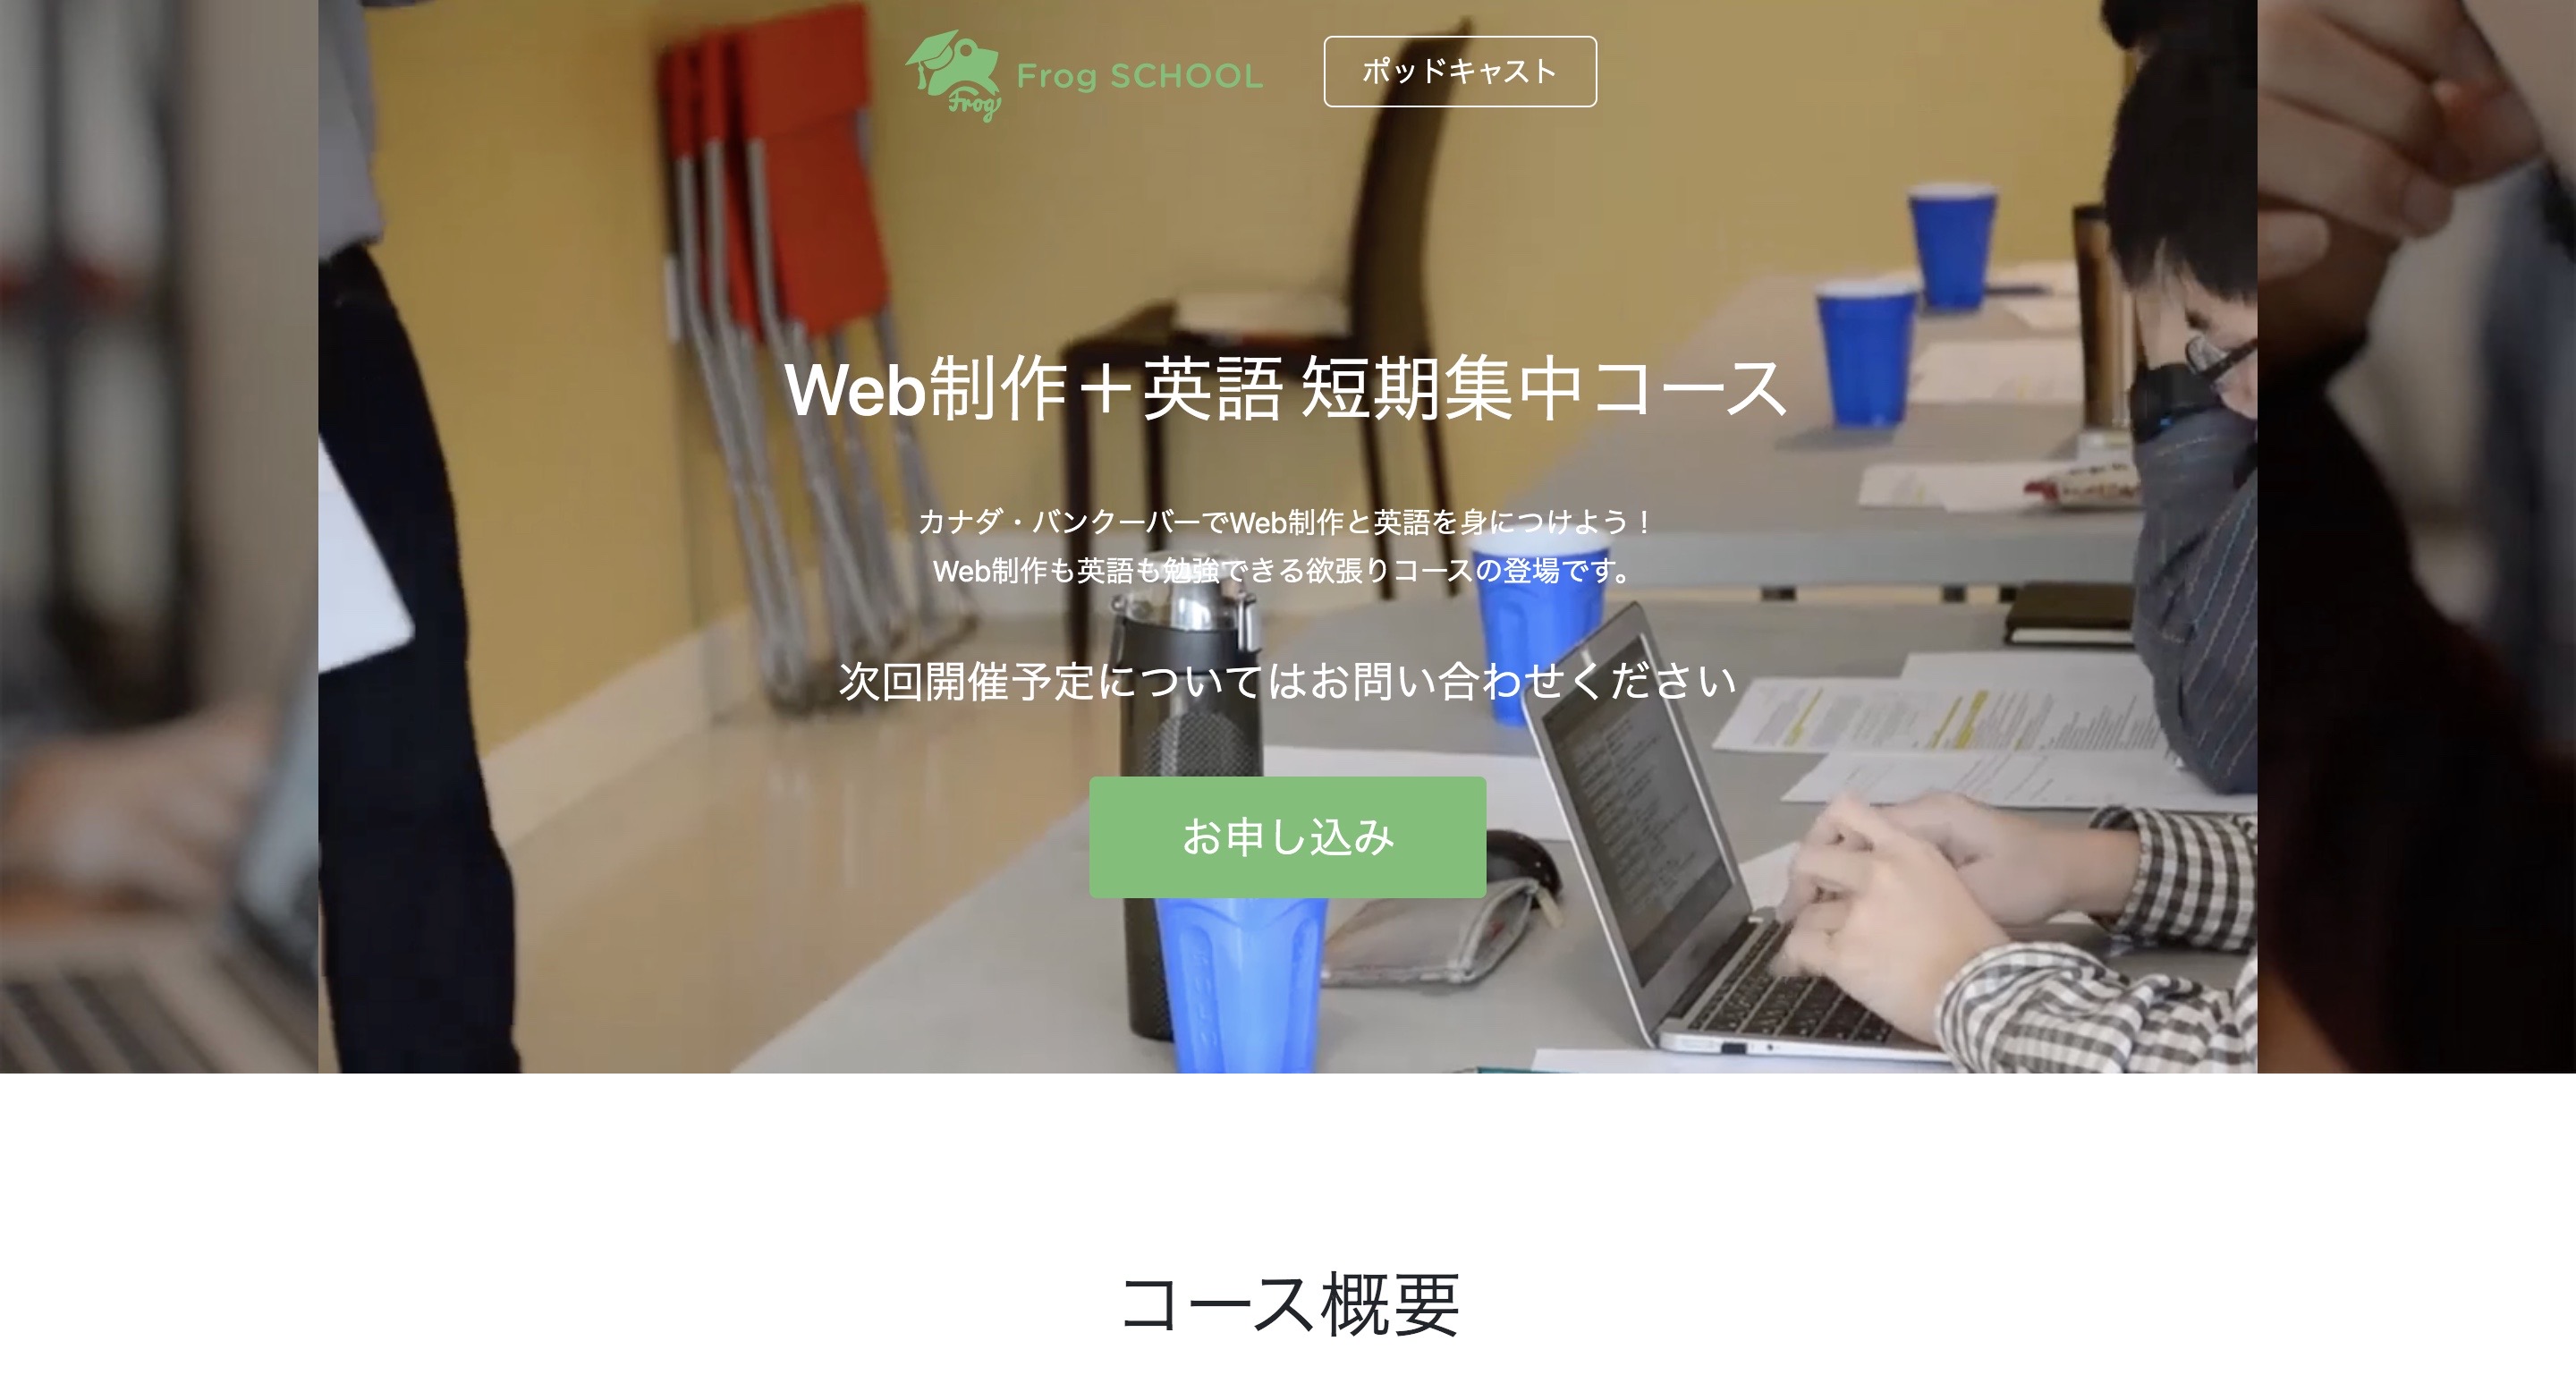 Frog
Frog SCHOOL
ポッドキャスト
Web制作＋英語 短期集中コース
カナダ・バンクーバーでWeb制作と英語を身につけよう！
Web制作も英語も勉強できる欲張りコースの登場です。
次回開催予定についてはお問い合わせください
お申し込み
コース概要